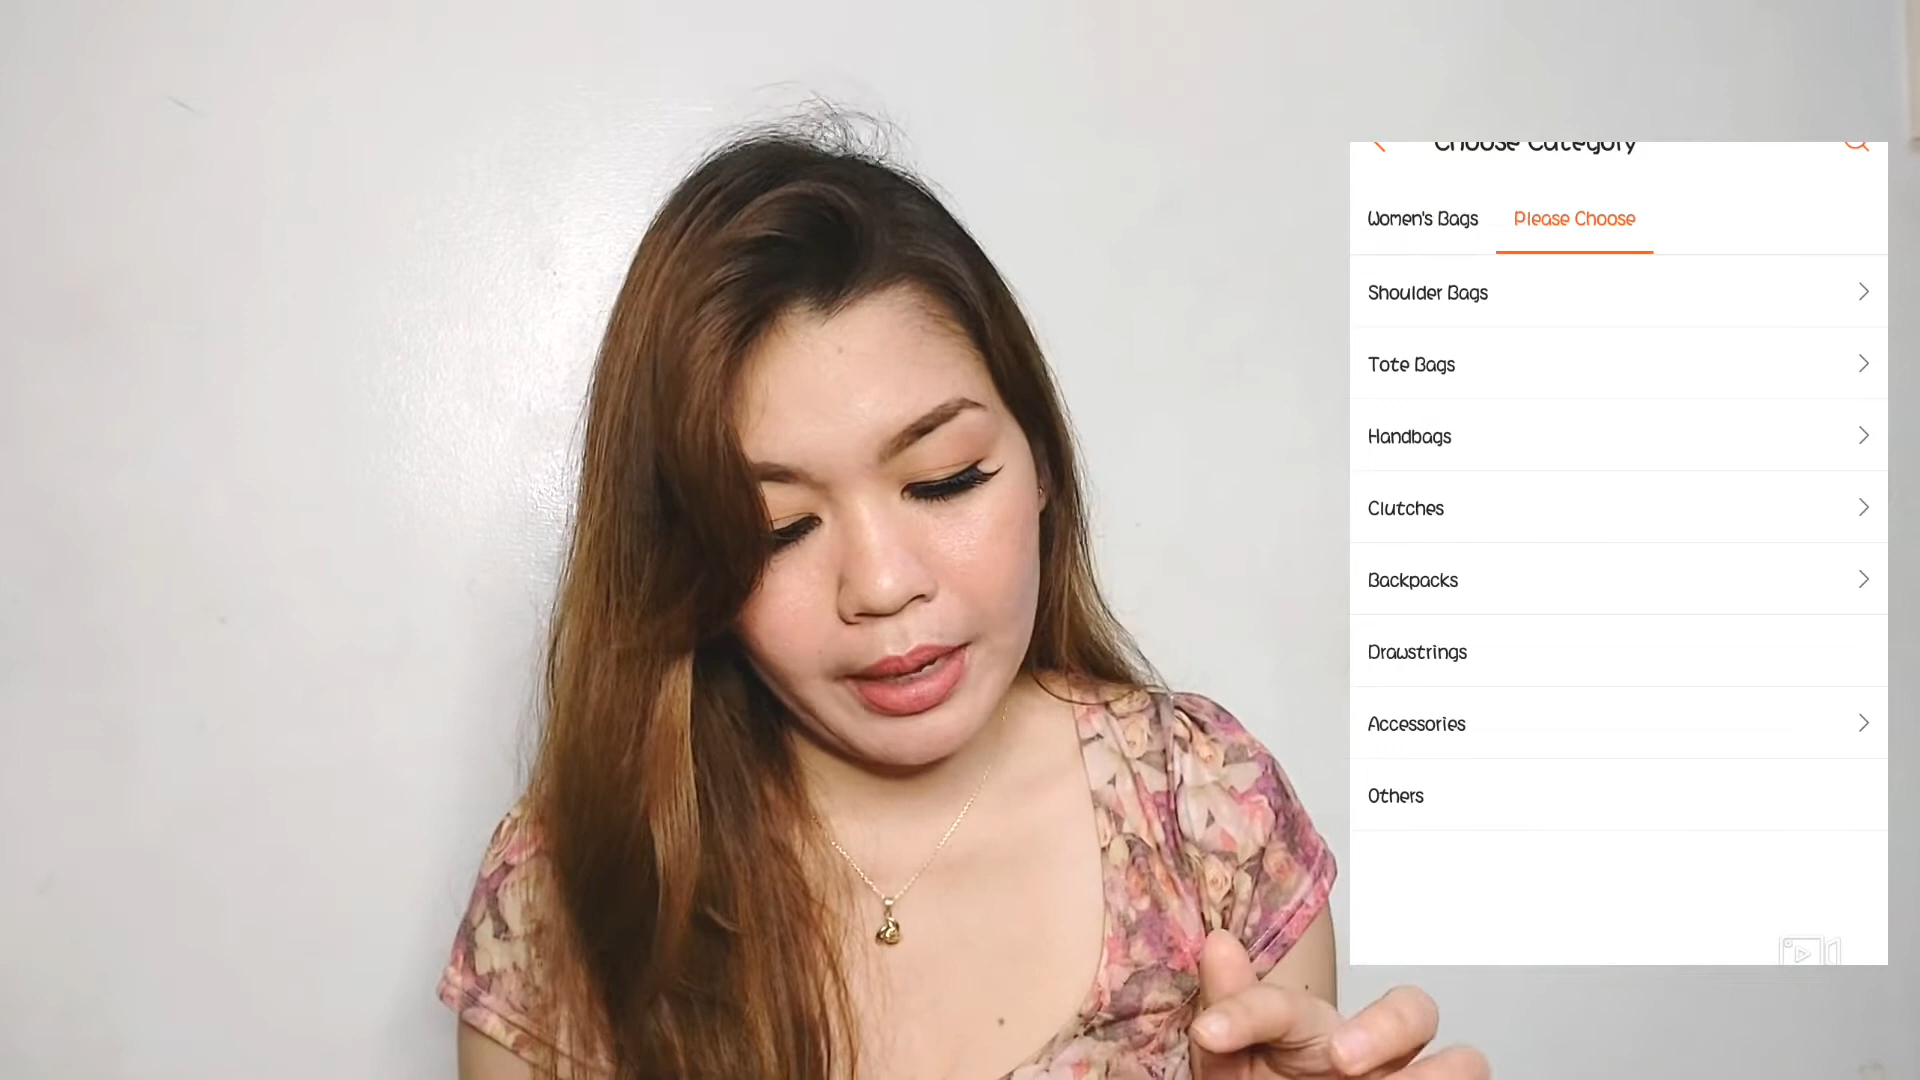 Choose Category
Women's Bags Please Choose
Shoulder Bags
Tote Bags
Handbags
Clutches
Backpacks
Drawstrings
Accessories
Others